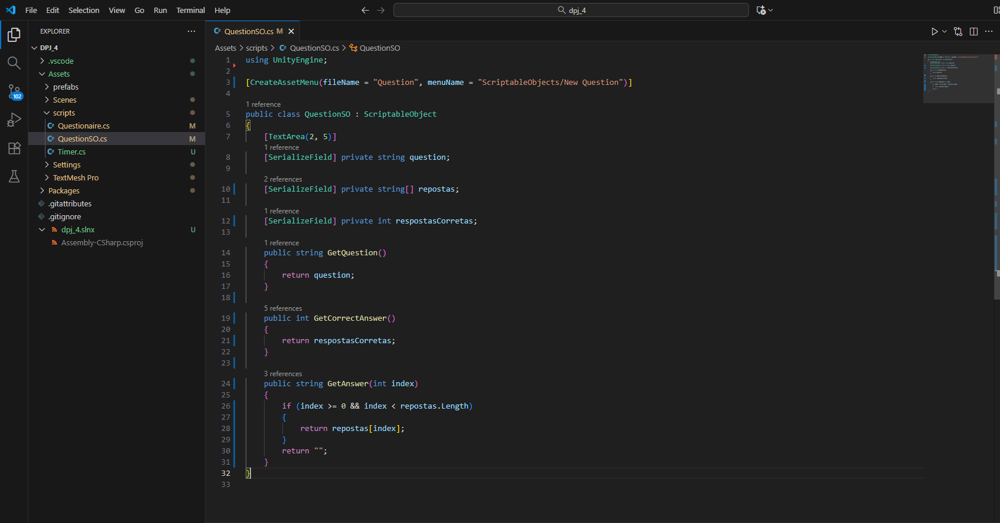 File Edit Selection View Go Run Terminal Help
dpj_4
EXPLORER
QuestionSO.cs M
DPJ_4
Assets > scripts > QuestionSO.cs > QuestionSO
.vscode
Assets
prefabs
Scenes
scripts
Questionaire.cs M
QuestionSO.cs M
Timer.cs U
Settings
TextMesh Pro
Packages
.gitattributes
.gitignore
dpj_4.slnx U
Assembly-CSharp.csproj
102
1 using UnityEngine;
2
3 [CreateAssetMenu(fileName = "Question", menuName = "ScriptableObjects/New Question")]
4
1 reference
5 public class QuestionSO : ScriptableObject
6 {
7 [TextArea(2, 5)]
1 reference
8 [SerializeField] private string question;
9
2 references
10 [SerializeField] private string[] repostas;
11
1 reference
12 [SerializeField] private int respostasCorretas;
13
1 reference
14 public string GetQuestion()
15 {
16 return question;
17 }
18
5 references
19 public int GetCorrectAnswer()
20 {
21 return respostasCorretas;
22 }
23
3 references
24 public string GetAnswer(int index)
25 {
26 if (index >= 0 && index < repostas.Length)
27 {
28 return repostas[index];
29 }
30 return "";
31 }
32 }
33